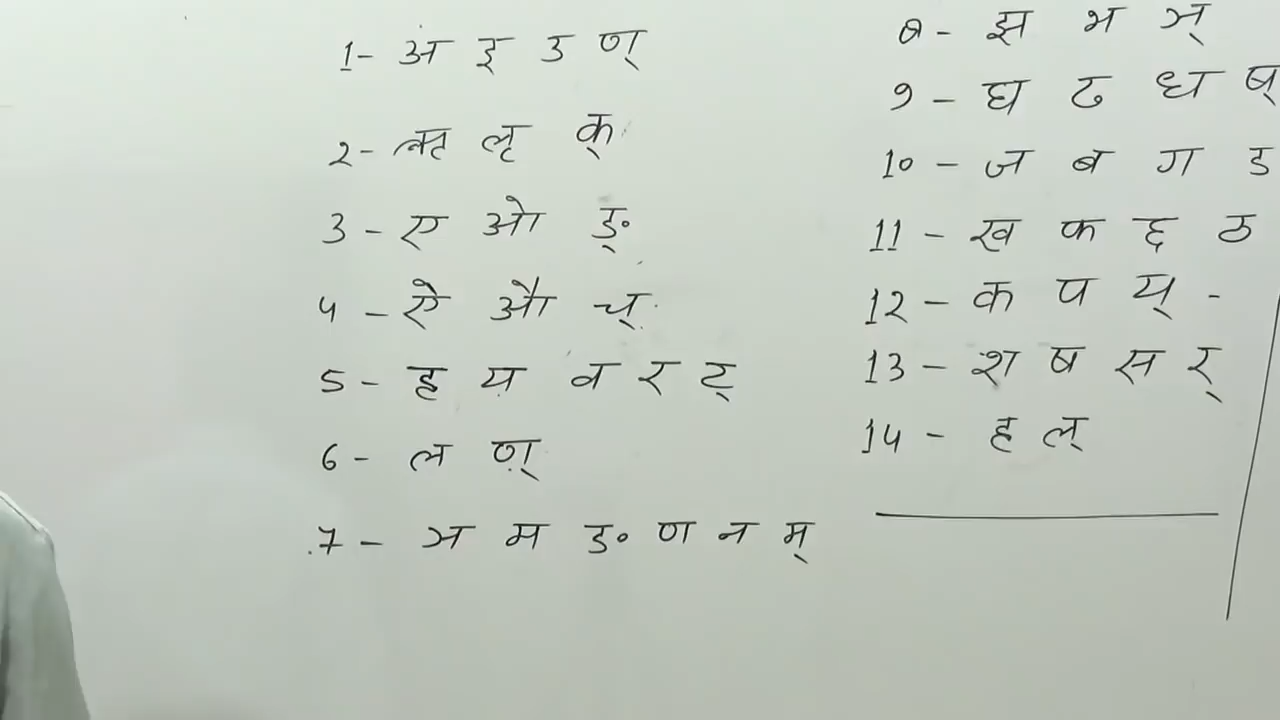 1- अ इ उ ण्
2- ऋ ऌ क्
3 - ए ओ ङ्
4 - ऐ औ च्
5 - ह य व र ट्
6 - ल ण्
7 - ञ म ङ ण न म्
8 - झ भ ञ्
9 - घ ढ ध ष्
10 - ज ब ग ड
11 - ख फ छ ठ
12 - क प य् -
13 - श ष स र्
14 - ह ल्